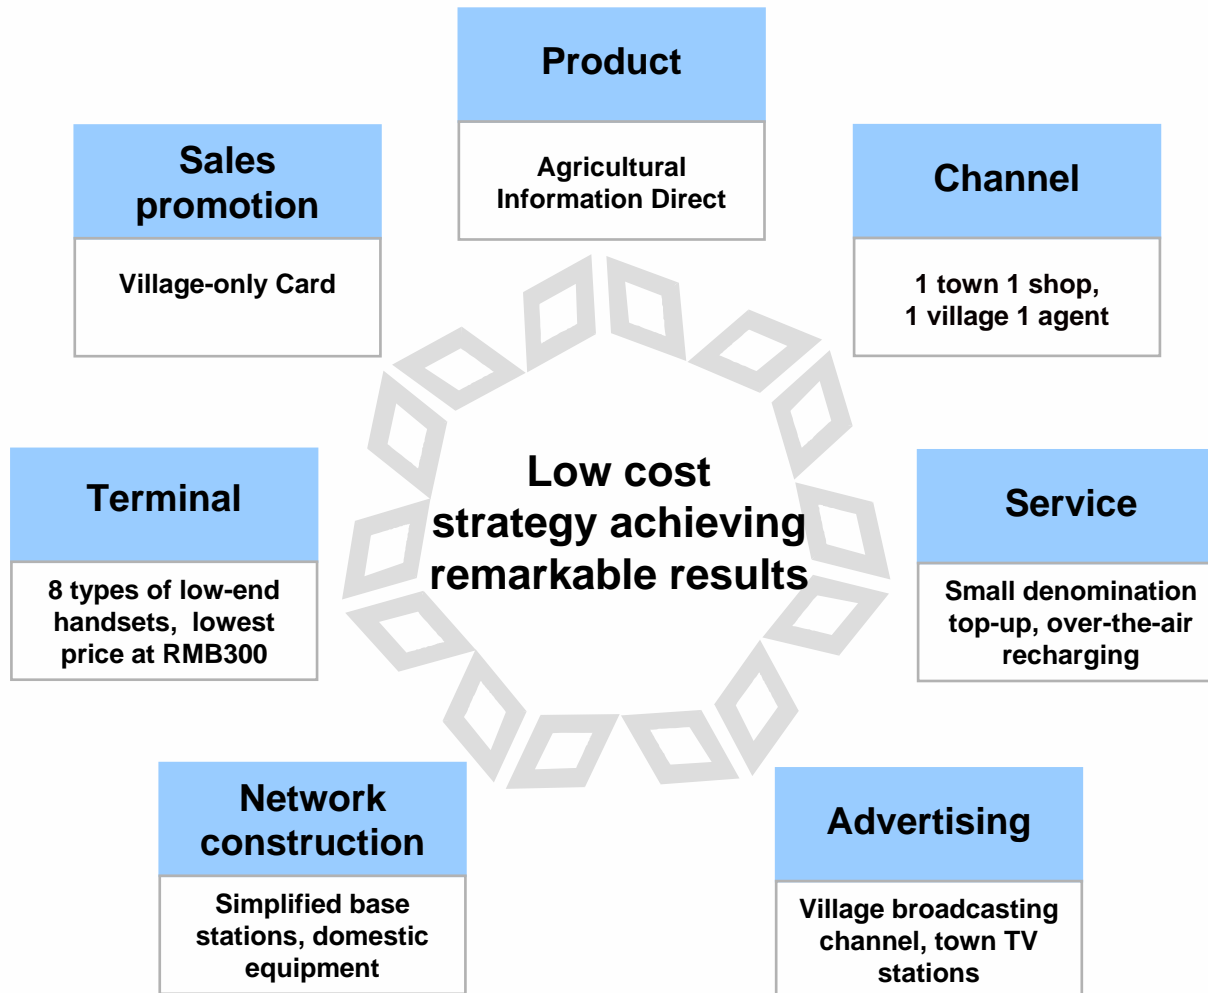 Product
Agricultural
Information Direct
Sales
promotion
Village-only Card
Channel
1 town 1 shop,
1 village 1 agent
Low cost
strategy achieving
remarkable results
Terminal
8 types of low-end
handsets, lowest
price at RMB300
Service
Small denomination
top-up, over-the-air
recharging
Network
construction
Simplified base
stations, domestic
equipment
Advertising
Village broadcasting
channel, town TV
stations